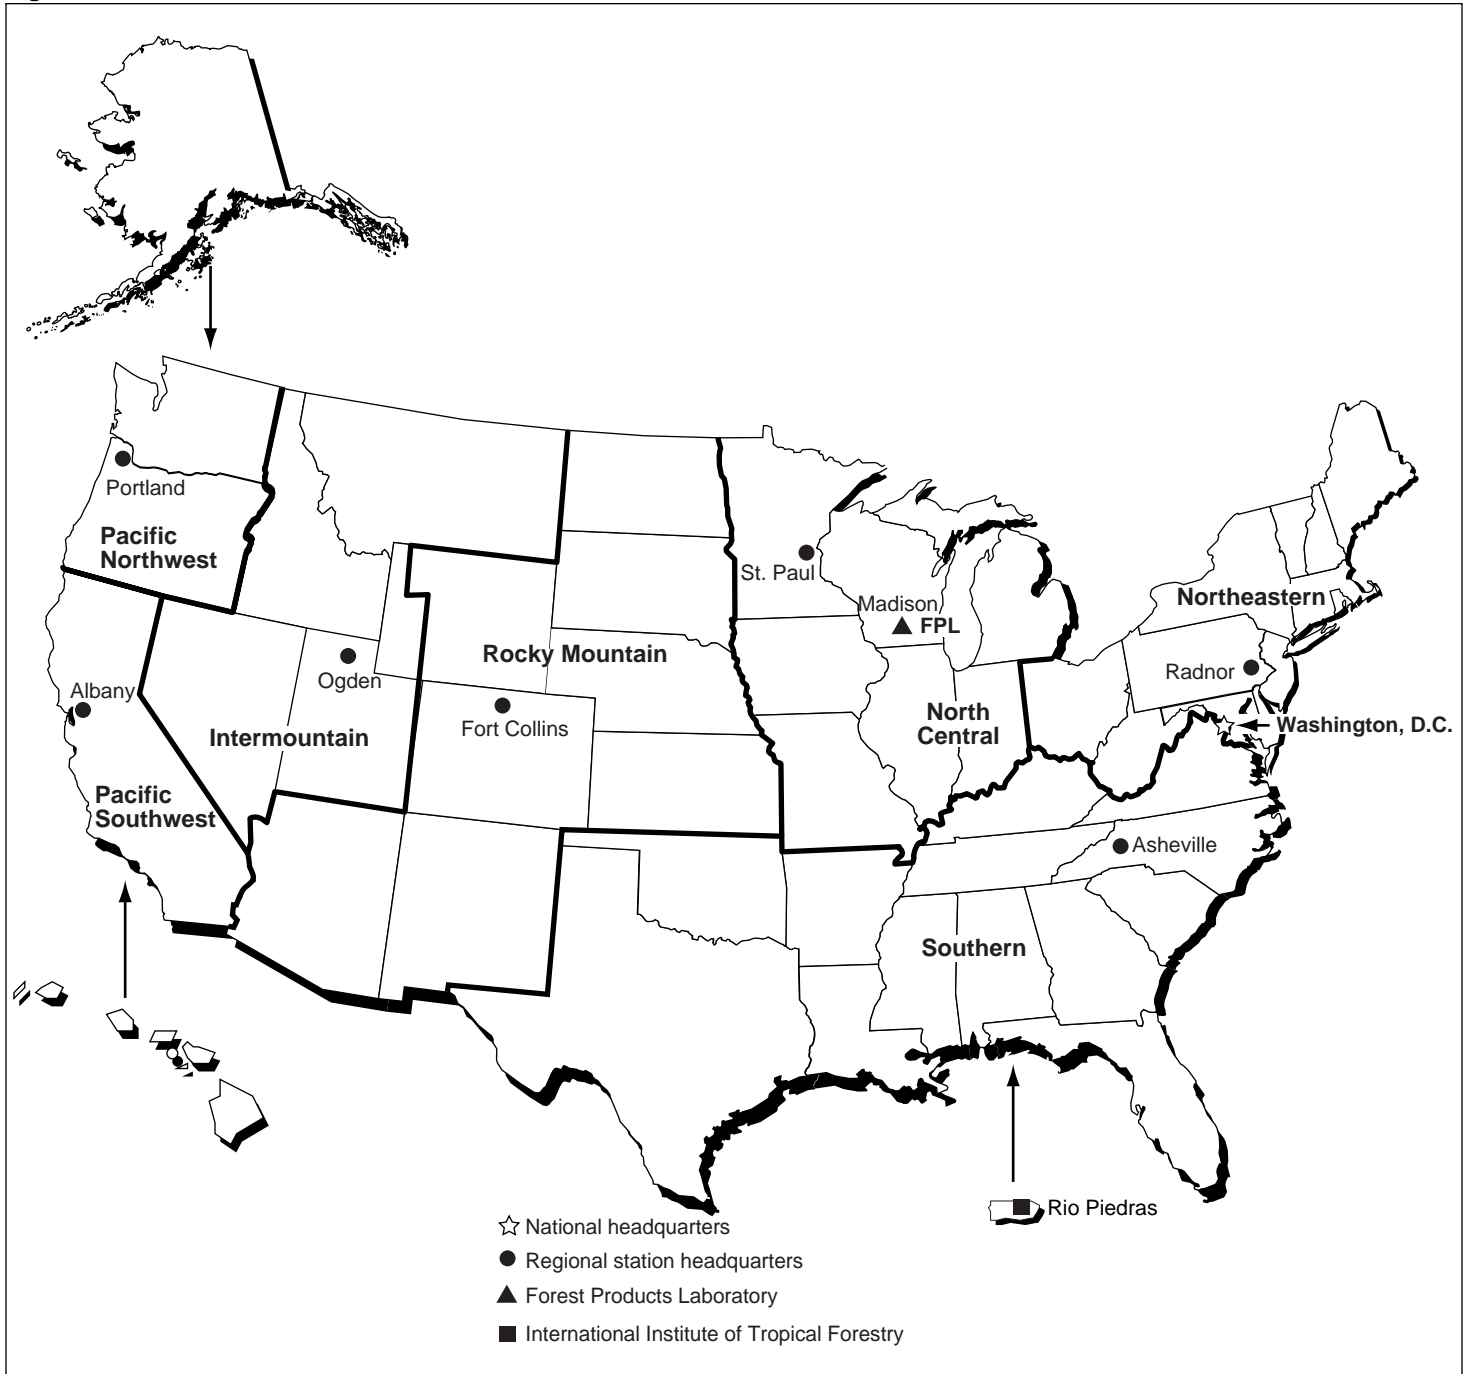 Portland
Pacific
Northwest
St. Paul
Madison
FPL
Northeastern
Rocky Mountain
Radnor
Ogden
Albany
Fort Collins
North
Central
Washington, D.C.
Intermountain
Pacific
Southwest
Asheville
Southern
Rio Piedras
National headquarters
Regional station headquarters
Forest Products Laboratory
International Institute of Tropical Forestry